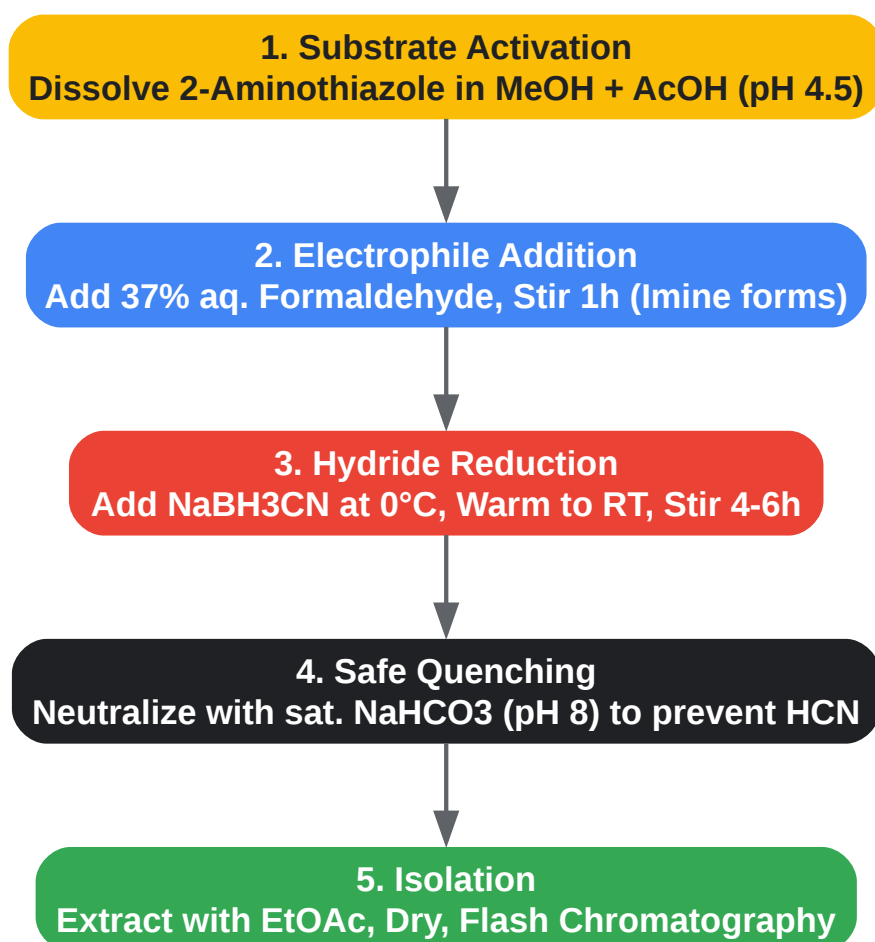 1. Substrate Activation
Dissolve 2-Aminothiazole in MeOH + AcOH (pH 4.5)
2. Electrophile Addition
Add 37% aq. Formaldehyde, Stir 1h (Imine forms)
3. Hydride Reduction
Add NaBH3CN at 0°C, Warm to RT, Stir 4-6h
4. Safe Quenching
Neutralize with sat. NaHCO3 (pH 8) to prevent HCN
5. Isolation
Extract with EtOAc, Dry, Flash Chromatography